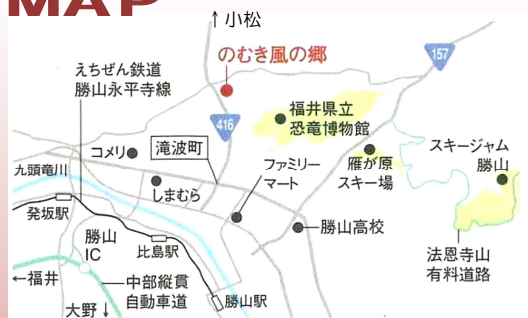 MAP
↑小松
のむき風の郷
157
えちぜん鉄道
勝山永平寺線
416
福井県立
恐竜博物館
コメリ
滝波町
ファミリー
マート
雁が原
スキー場
スキージャム
勝山
九頭竜川
しまむら
発坂駅
勝山高校
勝山
IC
比島駅
法恩寺山
有料道路
←福井
中部縦貫
自動車道
大野↓
勝山駅